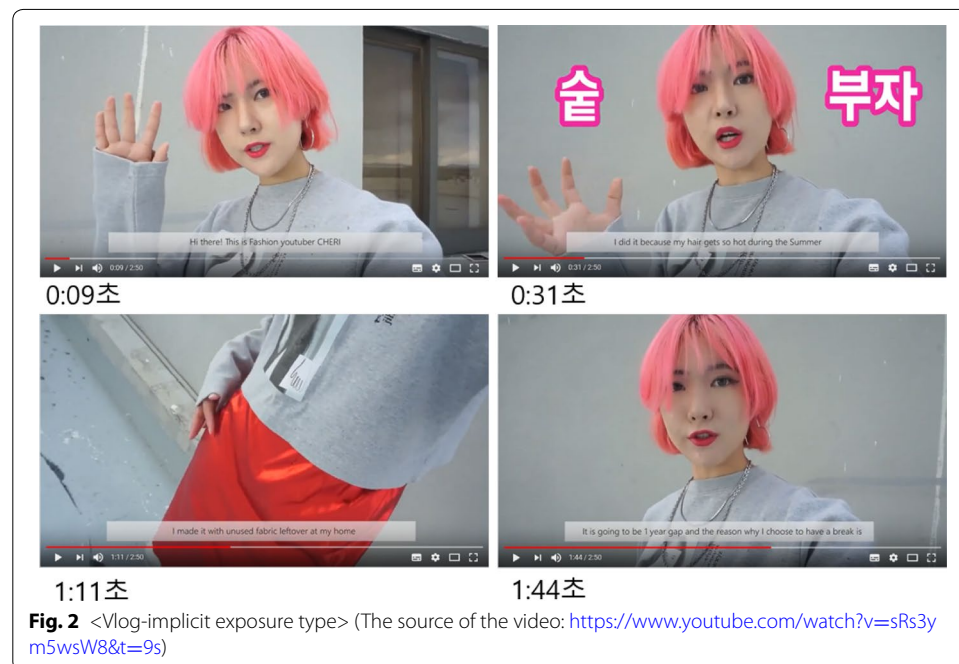 Hi there! This is Fashion youtuber CHERI
0:09 / 2:50
0:09초
숱 부자
I did it because my hair gets so hot during the Summer
0:31 / 2:50
0:31초
I made it with unused fabric leftover at my home
1:11 / 2:50
1:11초
It is going to be 1 year gap and the reason why I choose to have a break is
1:44 / 2:50
1:44초
Fig. 2 <Vlog-implicit exposure type> (The source of the video: https://www.youtube.com/watch?v=sRs3y
m5wsW8&t=9s)